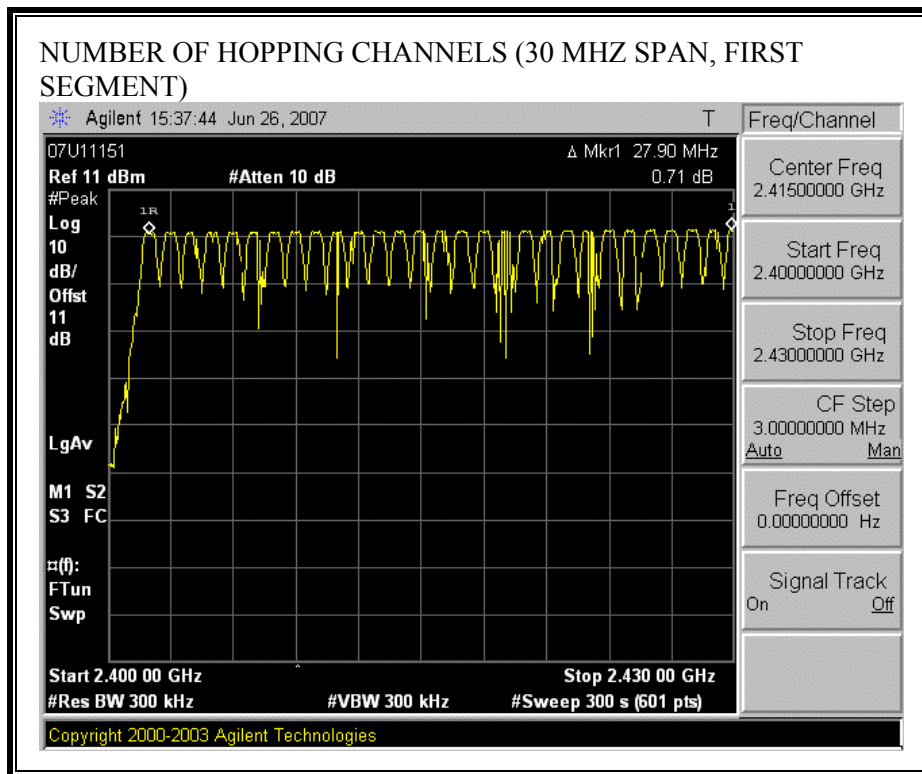 NUMBER OF HOPPING CHANNELS (30 MHZ SPAN, FIRST
SEGMENT)
Agilent 15:37:44 Jun 26, 2007 T
07U11151 Δ Mkr1 27.90 MHz
Ref 11 dBm #Atten 10 dB 0.71 dB
#Peak
Log
10
dB/
Offst
11
dB
LgAv
M1 S2
S3 FC
¤(f):
FTun
Swp
1R
1
Start 2.400 00 GHz Stop 2.430 00 GHz
#Res BW 300 kHz #VBW 300 kHz #Sweep 300 s (601 pts)
Copyright 2000-2003 Agilent Technologies
Freq/Channel
Center Freq
2.41500000 GHz
Start Freq
2.40000000 GHz
Stop Freq
2.43000000 GHz
CF Step
3.00000000 MHz
Auto Man
Freq Offset
0.00000000 Hz
Signal Track
On Off